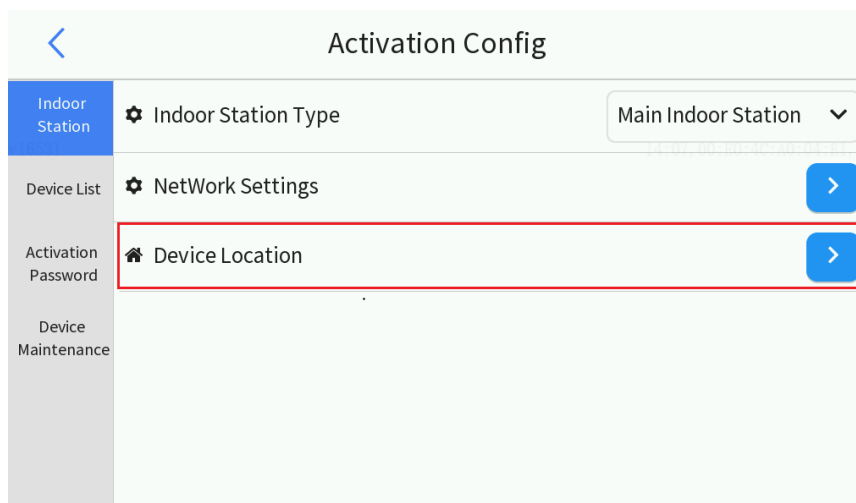 Activation Config
Indoor
Station
Indoor Station Type
Main Indoor Station
NetWork Settings
Device List
Device Location
Activation
Password
Device
Maintenance